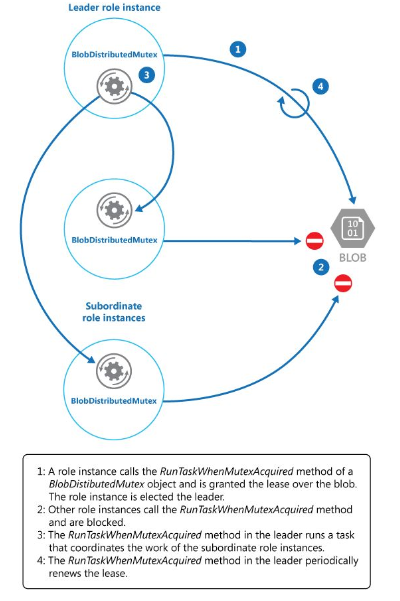 Leader role instance
BlobDistributedMutex
1
3
4
BlobDistributedMutex
10
01
BLOB
2
Subordinate
role instances
BlobDistributedMutex
1: A role instance calls the RunTaskWhenMutexAcquired method of a
BlobDistibutedMutex object and is granted the lease over the blob.
The role instance is elected the leader.
2: Other role instances call the RunTaskWhenMutexAcquired method
and are blocked.
3: The RunTaskWhenMutexAcquired method in the leader runs a task
that coordinates the work of the subordinate role instances.
4: The RunTaskWhenMutexAcquired method in the leader periodically
renews the lease.